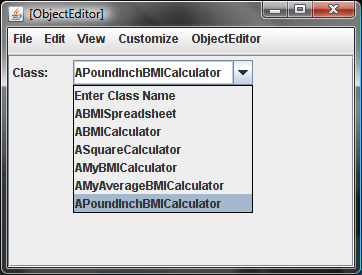 [ObjectEditor]
File Edit View Customize ObjectEditor
Class: APoundInchBMICalculator
Enter Class Name
ABMISpreadsheet
ABMICalculator
ASquareCalculator
AMyBMICalculator
AMyAverageBMICalculator
APoundInchBMICalculator